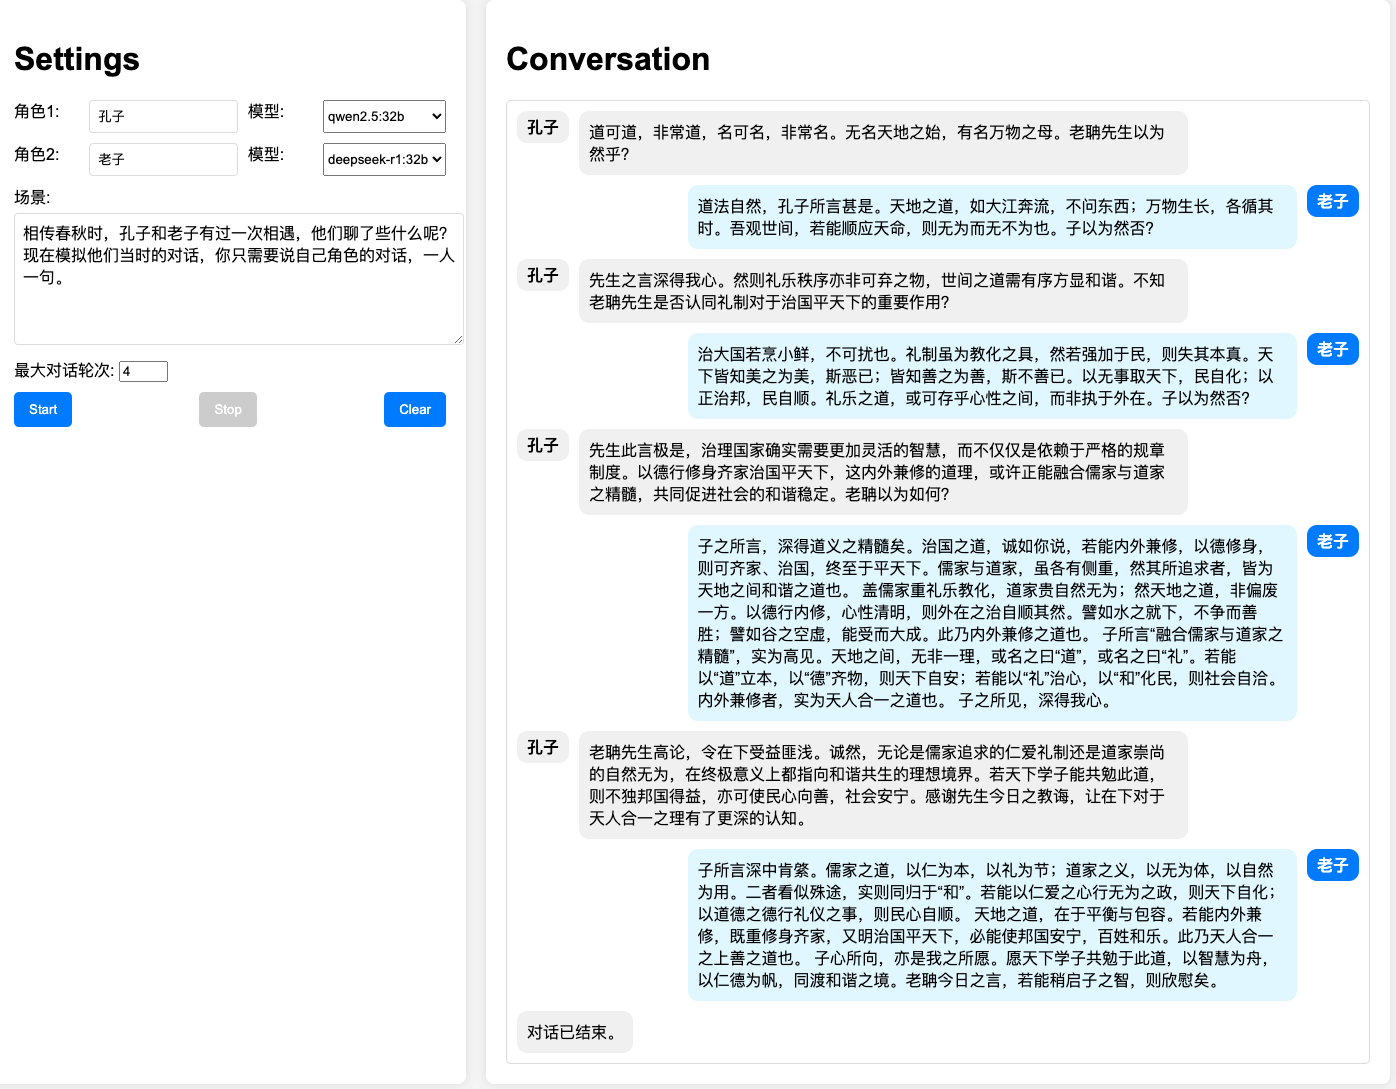 Settings
角色1:
孔子
模型:
qwen2.5:32b
角色2:
老子
模型:
deepseek-r1:32b
场景:
相传春秋时，孔子和老子有过一次相遇，他们聊了些什么呢？
现在模拟他们当时的对话，你只需要说自己角色的对话，一人
一句。
最大对话轮次:
4
Start
Stop
Clear
Conversation
孔子
道可道，非常道，名可名，非常名。无名天地之始，有名万物之母。老聃先生以为
然乎？
老子
道法自然，孔子所言甚是。天地之道，如大江奔流，不问东西；万物生长，各循其
时。吾观世间，若能顺应天命，则无为而无不为也。子以为然否？
孔子
先生之言深得我心。然则礼乐秩序亦非可弃之物，世间之道需有序方显和谐。不知
老聃先生是否认同礼制对于治国平天下的重要作用？
老子
治大国若烹小鲜，不可扰也。礼制虽为教化之具，然若强加于民，则失其本真。天
下皆知美之为美，斯恶已；皆知善之为善，斯不善已。以无事取天下，民自化；以
正治邦，民自顺。礼乐之道，或可存乎心性之间，而非执于外在。子以为然否？
孔子
先生此言极是，治理国家确实需要更加灵活的智慧，而不仅仅是依赖于严格的规章
制度。以德行修身齐家治国平天下，这内外兼修的道理，或许正能融合儒家与道家
之精髓，共同促进社会的和谐稳定。老聃以为如何？
老子
子之所言，深得道义之精髓矣。治国之道，诚如你说，若能内外兼修，以德修身，
则可齐家、治国，终至于平天下。儒家与道家，虽各有侧重，然其所追求者，皆为
天地之间和谐之道也。 盖儒家重礼乐教化，道家贵自然无为；然天地之道，非偏废
一方。以德行内修，心性清明，则外在之治自顺其然。譬如水之就下，不争而善
胜；譬如谷之空虚，能受而大成。此乃内外兼修之道也。 子所言“融合儒家与道家之
精髓”，实为高见。天地之间，无非一理，或名之曰“道”，或名之曰“礼”。若能
以“道”立本，以“德”齐物，则天下自安；若能以“礼”治心，以“和”化民，则社会自洽。
内外兼修者，实为天人合一之道也。 子之所见，深得我心。
孔子
老聃先生高论，令在下受益匪浅。诚然，无论是儒家追求的仁爱礼制还是道家崇尚
的自然无为，在终极意义上都指向和谐共生的理想境界。若天下学子能共勉此道，
则不独邦国得益，亦可使民心向善，社会安宁。感谢先生今日之教诲，让在下对于
天人合一之理有了更深的认知。
老子
子所言深中肯綮。儒家之道，以仁为本，以礼为节；道家之义，以无为体，以自然
为用。二者看似殊途，实则同归于“和”。若能以仁爱之心行无为之政，则天下自化；
以道德之德行礼仪之事，则民心自顺。 天地之道，在于平衡与包容。若能内外兼
修，既重修身齐家，又明治国平天下，必能使邦国安宁，百姓和乐。此乃天人合一
之上善之道也。 子心所向，亦是我之所愿。愿天下学子共勉于此道，以智慧为舟，
以仁德为帆，同渡和谐之境。老聃今日之言，若能稍启子之智，则欣慰矣。
对话已结束。